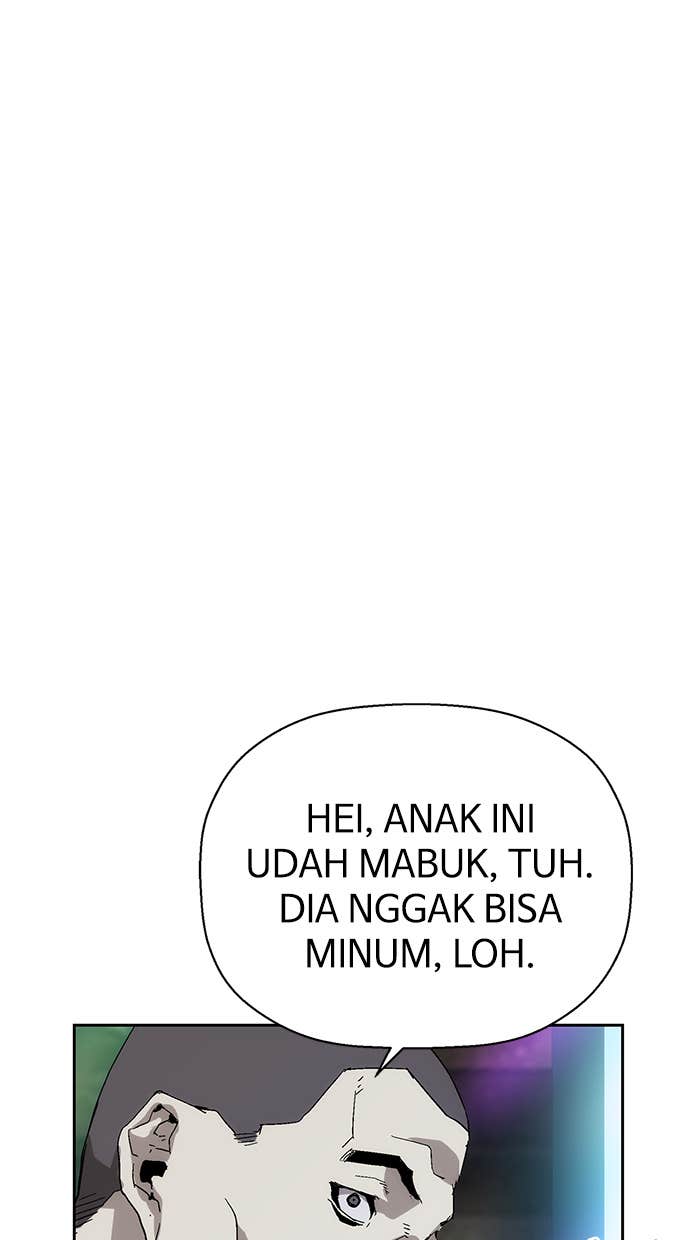 HEI, ANAK INI
UDAH MABUK, TUH.
DIA NGGAK BISA
MINUM, LOH.